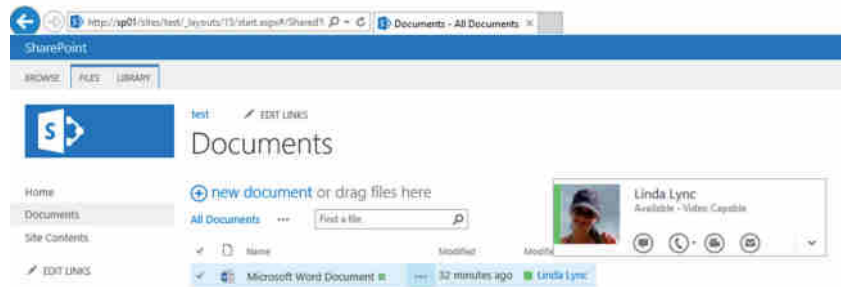 http://sp01/sites/test/_layouts/15/start.aspx#/Shared%
Documents - All Documents
SharePoint
BROWSE FILES LIBRARY
test EDIT LINKS
Documents
S
Home
Documents
Site Contents
EDIT LINKS
new document or drag files here
All Documents ... Find a file
Name Modified
Microsoft Word Document ... 32 minutes ago Linda Lync
Linda Lync
Available - Video Capable